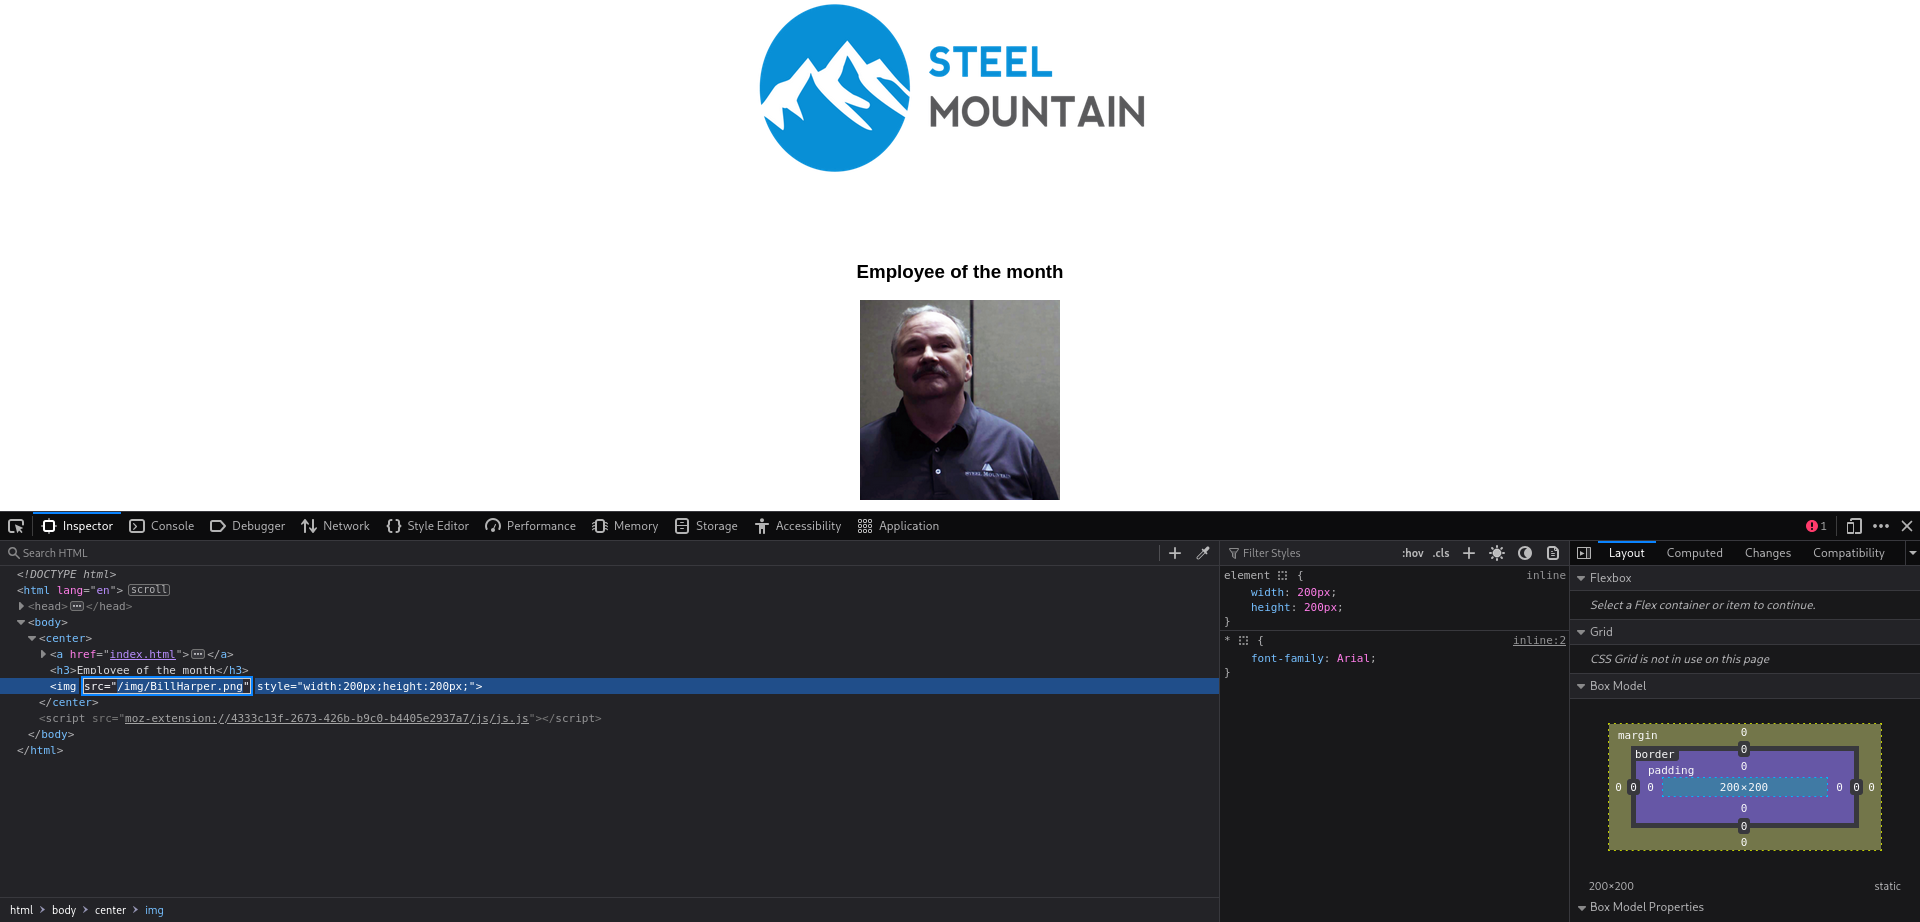 STEEL
MOUNTAIN
Employee of the month
Inspector Console Debugger Network Style Editor Performance Memory Storage Accessibility Application 1
Search HTML
<!DOCTYPE html>
<html lang="en"> scroll
<head> </head>
<body>
<center>
<a href="index.html"> </a>
<h3>Employee of the month</h3>
<img src="/img/BillHarper.png" style="width:200px;height:200px;">
</center>
<script src="moz-extension://4333c13f-2673-426b-b9c0-b4405e2937a7/js/js.js"></script>
</body>
</html>
html > body > center > img
Filter Styles :hov .cls
element { inline
width: 200px;
height: 200px;
}
* { inline:2
font-family: Arial;
}
Layout Computed Changes Compatibility
Flexbox
Select a Flex container or item to continue.
Grid
CSS Grid is not in use on this page
Box Model
margin 0
border 0
padding 0
0 0 0 200×200 0 0 0
0
0
0
200×200 static
Box Model Properties